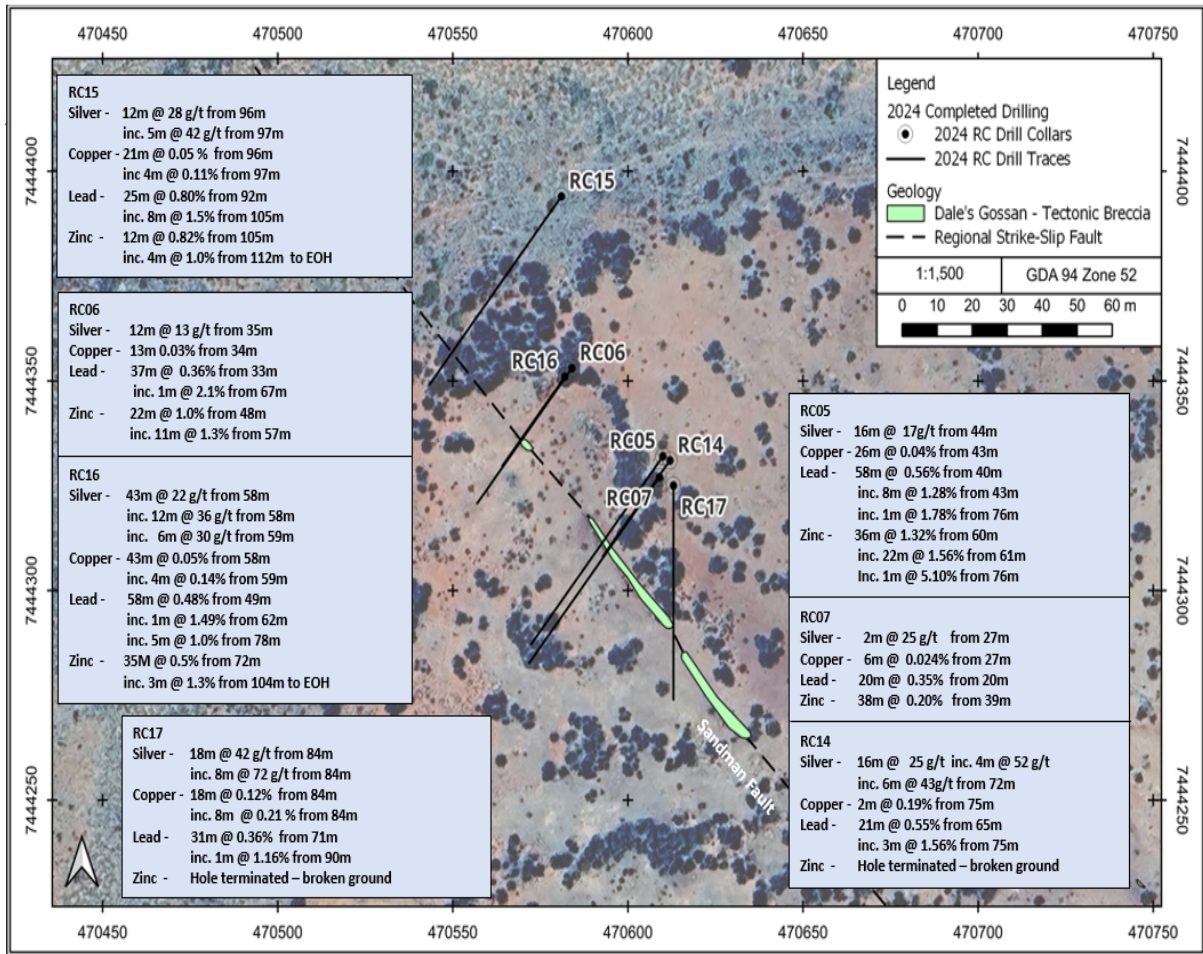 470450 470500 470550 470600 470650 470700 470750
7444400
7444350
7444300
7444250
RC15
Silver - 12m @ 28 g/t from 96m
inc. 5m @ 42 g/t from 97m
Copper - 21m @ 0.05 % from 96m
inc 4m @ 0.11% from 97m
Lead - 25m @ 0.80% from 92m
inc. 8m @ 1.5% from 105m
Zinc - 12m @ 0.82% from 105m
inc. 4m @ 1.0% from 112m to EOH
RC06
Silver - 12m @ 13 g/t from 35m
Copper - 13m 0.03% from 34m
Lead - 37m @ 0.36% from 33m
inc. 1m @ 2.1% from 67m
Zinc - 22m @ 1.0% from 48m
inc. 11m @ 1.3% from 57m
RC16
Silver - 43m @ 22 g/t from 58m
inc. 12m @ 36 g/t from 58m
inc. 6m @ 30 g/t from 59m
Copper - 43m @ 0.05% from 58m
inc. 4m @ 0.14% from 59m
Lead - 58m @ 0.48% from 49m
inc. 1m @ 1.49% from 62m
inc. 5m @ 1.0% from 78m
Zinc - 35M @ 0.5% from 72m
inc. 3m @ 1.3% from 104m to EOH
RC17
Silver - 18m @ 42 g/t from 84m
inc. 8m @ 72 g/t from 84m
Copper - 18m @ 0.12% from 84m
inc. 8m @ 0.21 % from 84m
Lead - 31m @ 0.36% from 71m
inc. 1m @ 1.16% from 90m
Zinc - Hole terminated – broken ground
RC15
RC16 RC06
RC05 RC14
RC07 RC17
Sandman Fault
Legend
2024 Completed Drilling
2024 RC Drill Collars
2024 RC Drill Traces
Geology
Dale's Gossan - Tectonic Breccia
Regional Strike-Slip Fault
1:1,500 GDA 94 Zone 52
0 10 20 30 40 50 60 m
RC05
Silver - 16m @ 17g/t from 44m
Copper - 26m @ 0.04% from 43m
Lead - 58m @ 0.56% from 40m
inc. 8m @ 1.28% from 43m
inc. 1m @ 1.78% from 76m
Zinc - 36m @ 1.32% from 60m
inc. 22m @ 1.56% from 61m
Inc. 1m @ 5.10% from 76m
RC07
Silver - 2m @ 25 g/t from 27m
Copper - 6m @ 0.024% from 27m
Lead - 20m @ 0.35% from 20m
Zinc - 38m @ 0.20% from 39m
RC14
Silver - 16m @ 25 g/t inc. 4m @ 52 g/t
inc. 6m @ 43g/t from 72m
Copper - 2m @ 0.19% from 75m
Lead - 21m @ 0.55% from 65m
inc. 3m @ 1.56% from 75m
Zinc - Hole terminated – broken ground
7444400
7444350
7444300
7444250
470450 470500 470550 470600 470650 470700 470750